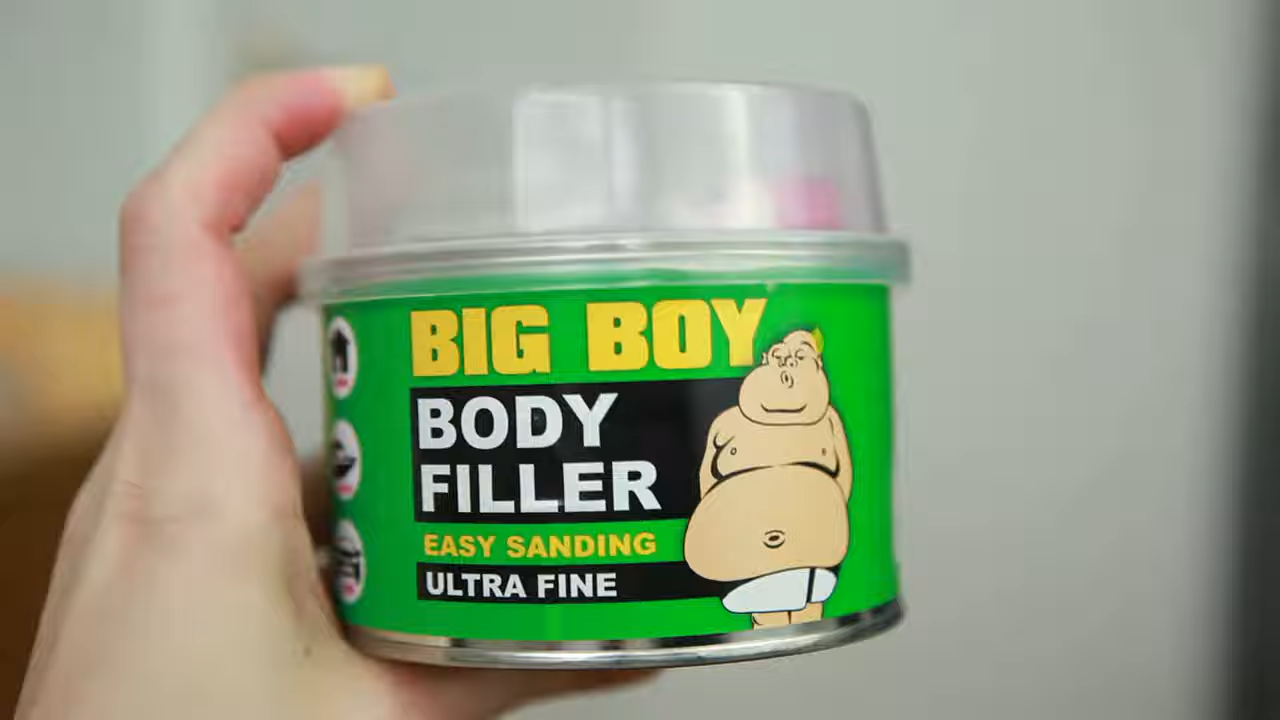 BIG BOY
BODY
FILLER
EASY SANDING
ULTRA FINE